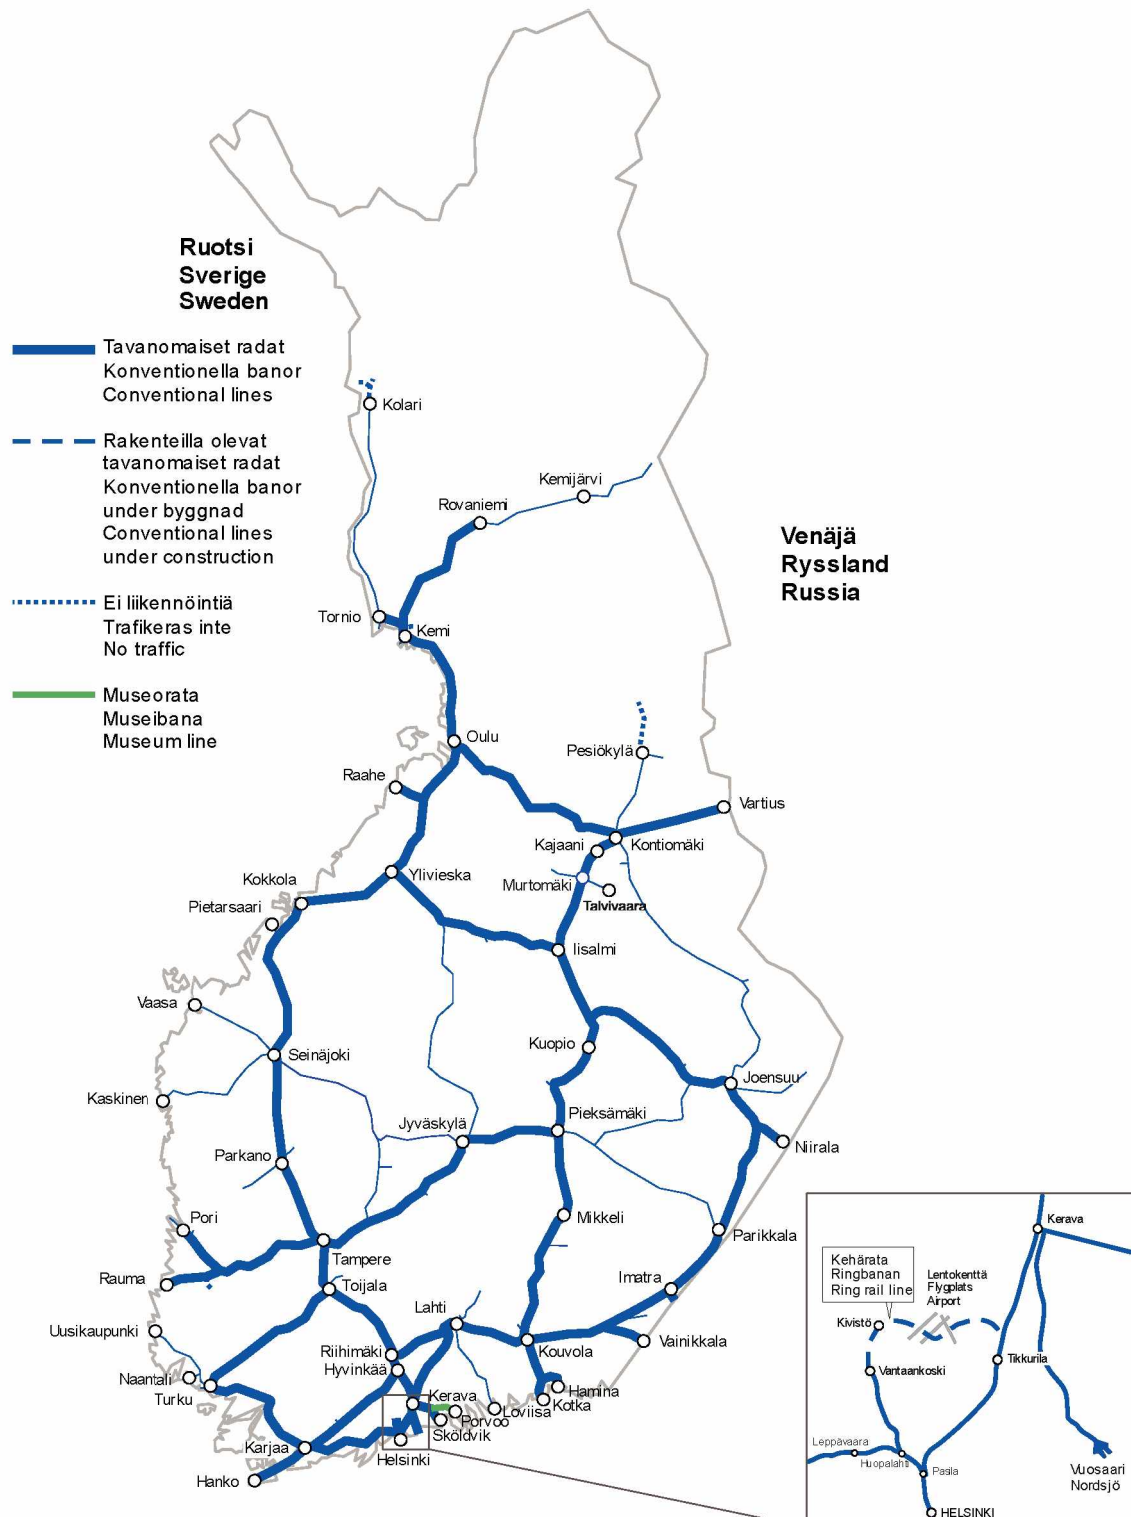 Ruotsi
Sverige
Sweden
Tavanomaiset radat
Konventionella banor
Conventional lines
Rakenteilla olevat
tavanomaiset radat
Konventionella banor
under byggnad
Conventional lines
under construction
Ei liikennöintiä
Trafikeras inte
No traffic
Museorata
Museibana
Museum line
Venäjä
Ryssland
Russia
Kolari
Kemijärvi
Rovaniemi
Tornio
Kemi
Oulu
Pesiökylä
Raahe
Vartius
Kajaani
Kontiomäki
Ylivieska
Murtomäki
Kokkola
Talvivaara
Pietarsaari
Iisalmi
Vaasa
Kuopio
Seinäjoki
Joensuu
Kaskinen
Pieksämäki
Jyväskylä
Niirala
Parkano
Pori
Mikkeli
Parikkala
Tampere
Rauma
Toijala
Imatra
Lahti
Uusikaupunki
Riihimäki
Kouvola
Vainikkala
Hyvinkää
Naantali
Turku
Kerava
Hamina
Kotka
Loviisa
Porvoo
Sköldvik
Karjaa
Helsinki
Hanko
Kerava
Kehärata
Ringbanan
Ring rail line
Lentokenttä
Flygplats
Airport
Kivistö
Tikkurila
Vantaankoski
Leppävaara
Huopalahti
Pasila
Vuosaari
Nordsjö
HELSINKI